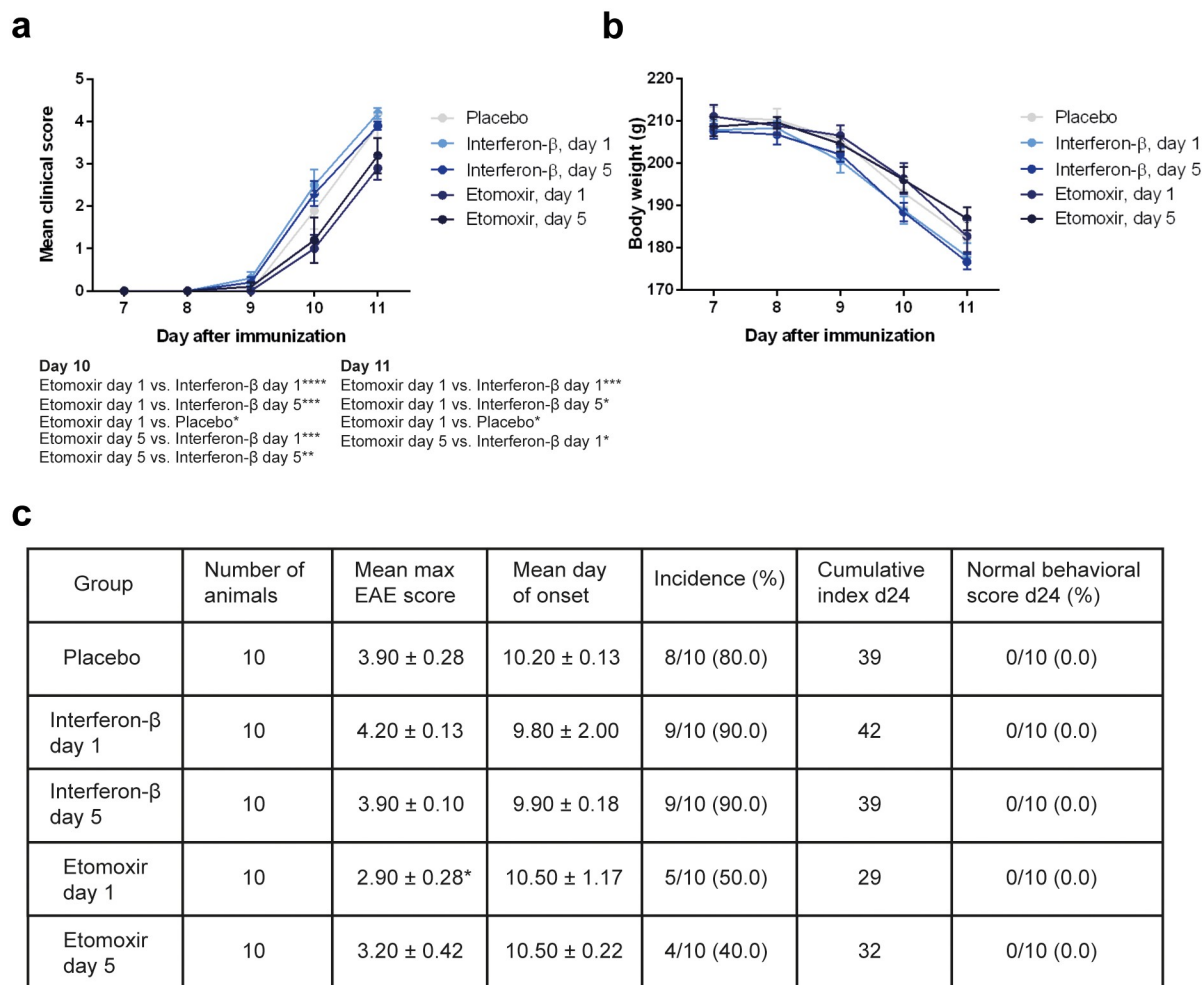 a
5
4
3
2
1
0
Mean clinical score
7 8 9 10 11
Day after immunization
Placebo
Interferon-β, day 1
Interferon-β, day 5
Etomoxir, day 1
Etomoxir, day 5
Day 10
Etomoxir day 1 vs. Interferon-β day 1****
Etomoxir day 1 vs. Interferon-β day 5***
Etomoxir day 1 vs. Placebo*
Etomoxir day 5 vs. Interferon-β day 1***
Etomoxir day 5 vs. Interferon-β day 5**
Day 11
Etomoxir day 1 vs. Interferon-β day 1***
Etomoxir day 1 vs. Interferon-β day 5*
Etomoxir day 1 vs. Placebo*
Etomoxir day 5 vs. Interferon-β day 1*
b
220
210
200
190
180
170
Body weight (g)
7 8 9 10 11
Day after immunization
Placebo
Interferon-β, day 1
Interferon-β, day 5
Etomoxir, day 1
Etomoxir, day 5
c
Group
Number of
animals
Mean max
EAE score
Mean day
of onset
Incidence (%)
Cumulative
index d24
Normal behavioral
score d24 (%)
Placebo
10
3.90 ± 0.28
10.20 ± 0.13
8/10 (80.0)
39
0/10 (0.0)
Interferon-β
day 1
10
4.20 ± 0.13
9.80 ± 2.00
9/10 (90.0)
42
0/10 (0.0)
Interferon-β
day 5
10
3.90 ± 0.10
9.90 ± 0.18
9/10 (90.0)
39
0/10 (0.0)
Etomoxir
day 1
10
2.90 ± 0.28*
10.50 ± 1.17
5/10 (50.0)
29
0/10 (0.0)
Etomoxir
day 5
10
3.20 ± 0.42
10.50 ± 0.22
4/10 (40.0)
32
0/10 (0.0)